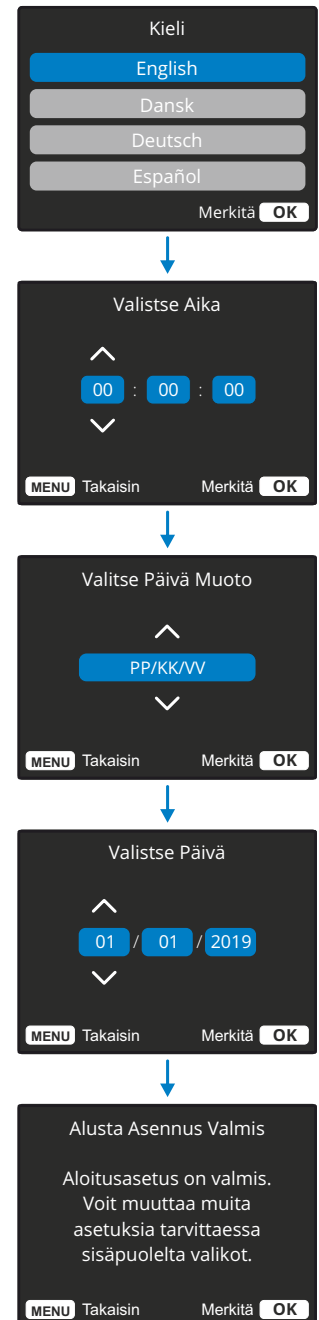 Kieli
English
Dansk
Deutsch
Español
Merkitä OK
Valistse Aika
00 : 00 : 00
MENU Takaisin Merkitä OK
Valitse Päivä Muoto
PP/KK/VV
MENU Takaisin Merkitä OK
Valistse Päivä
01 / 01 / 2019
MENU Takaisin Merkitä OK
Alusta Asennus Valmis
Aloitusasetus on valmis.
Voit muuttaa muita
asetuksia tarvittaessa
sisäpuolelta valikot.
MENU Takaisin Merkitä OK